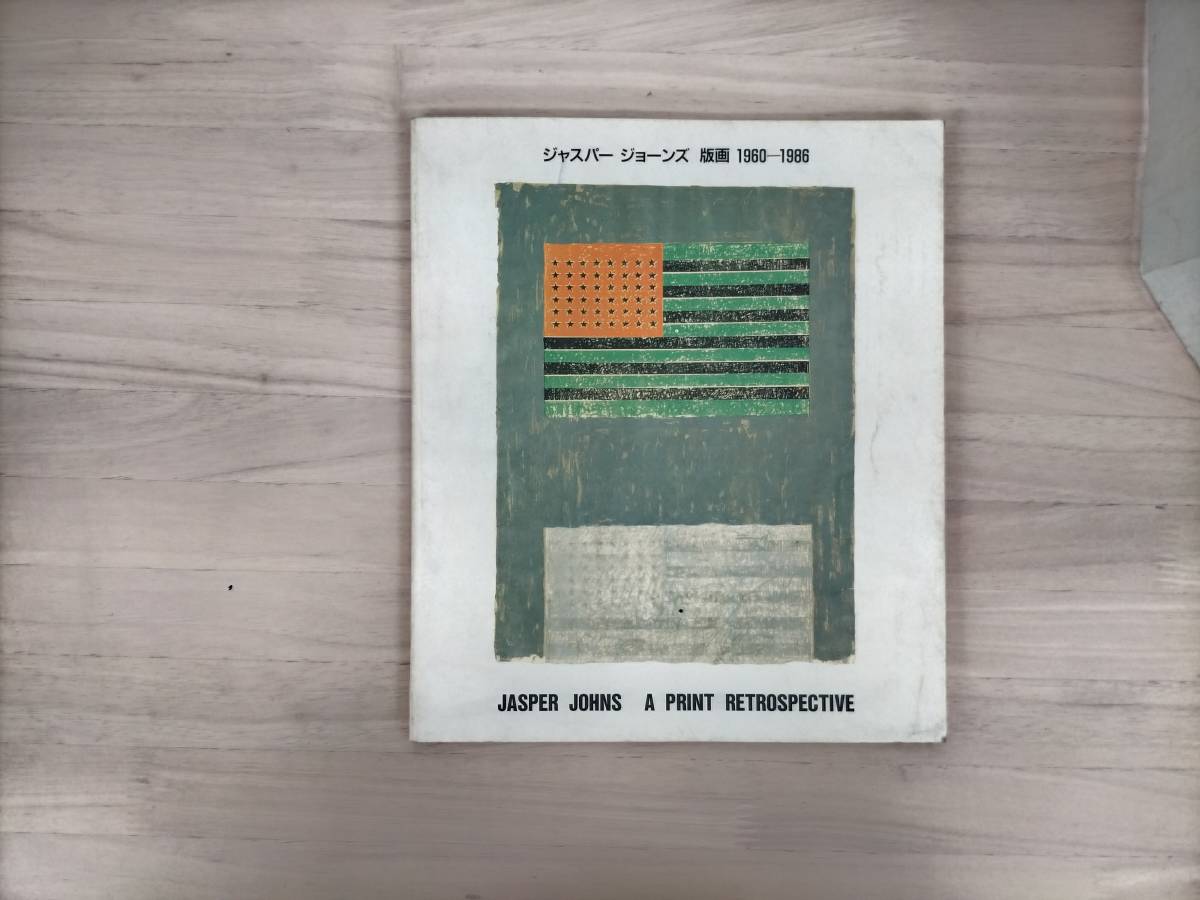 ジャスパー ジョーンズ 版画 1960―1986
JASPER JOHNS A PRINT RETROSPECTIVE